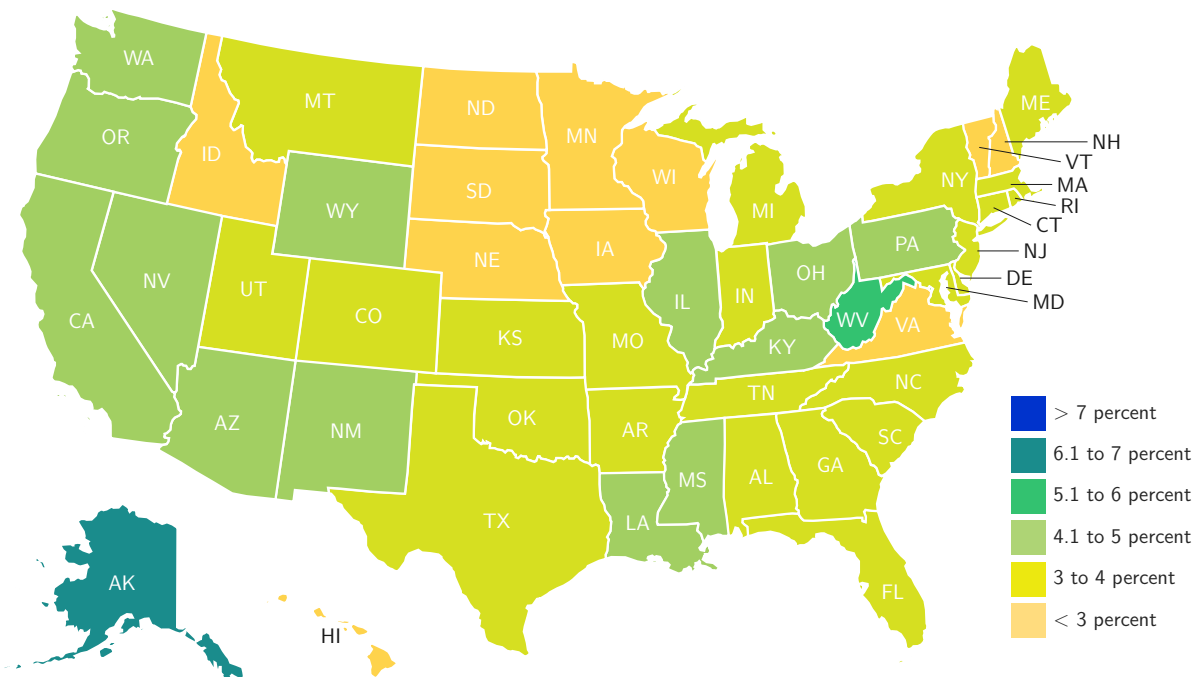 WA
MT
ND
MN
ME
OR
ID
NH
VT
SD
WI
NY
MA
WY
MI
RI
CT
PA
NJ
NE
IA
OH
NV
DE
UT
IL
IN
MD
CO
CA
WV
VA
KS
MO
KY
NC
TN
> 7 percent
OK
AZ
NM
AR
SC
6.1 to 7 percent
GA
AL
MS
5.1 to 6 percent
TX
LA
4.1 to 5 percent
AK
3 to 4 percent
FL
< 3 percent
HI